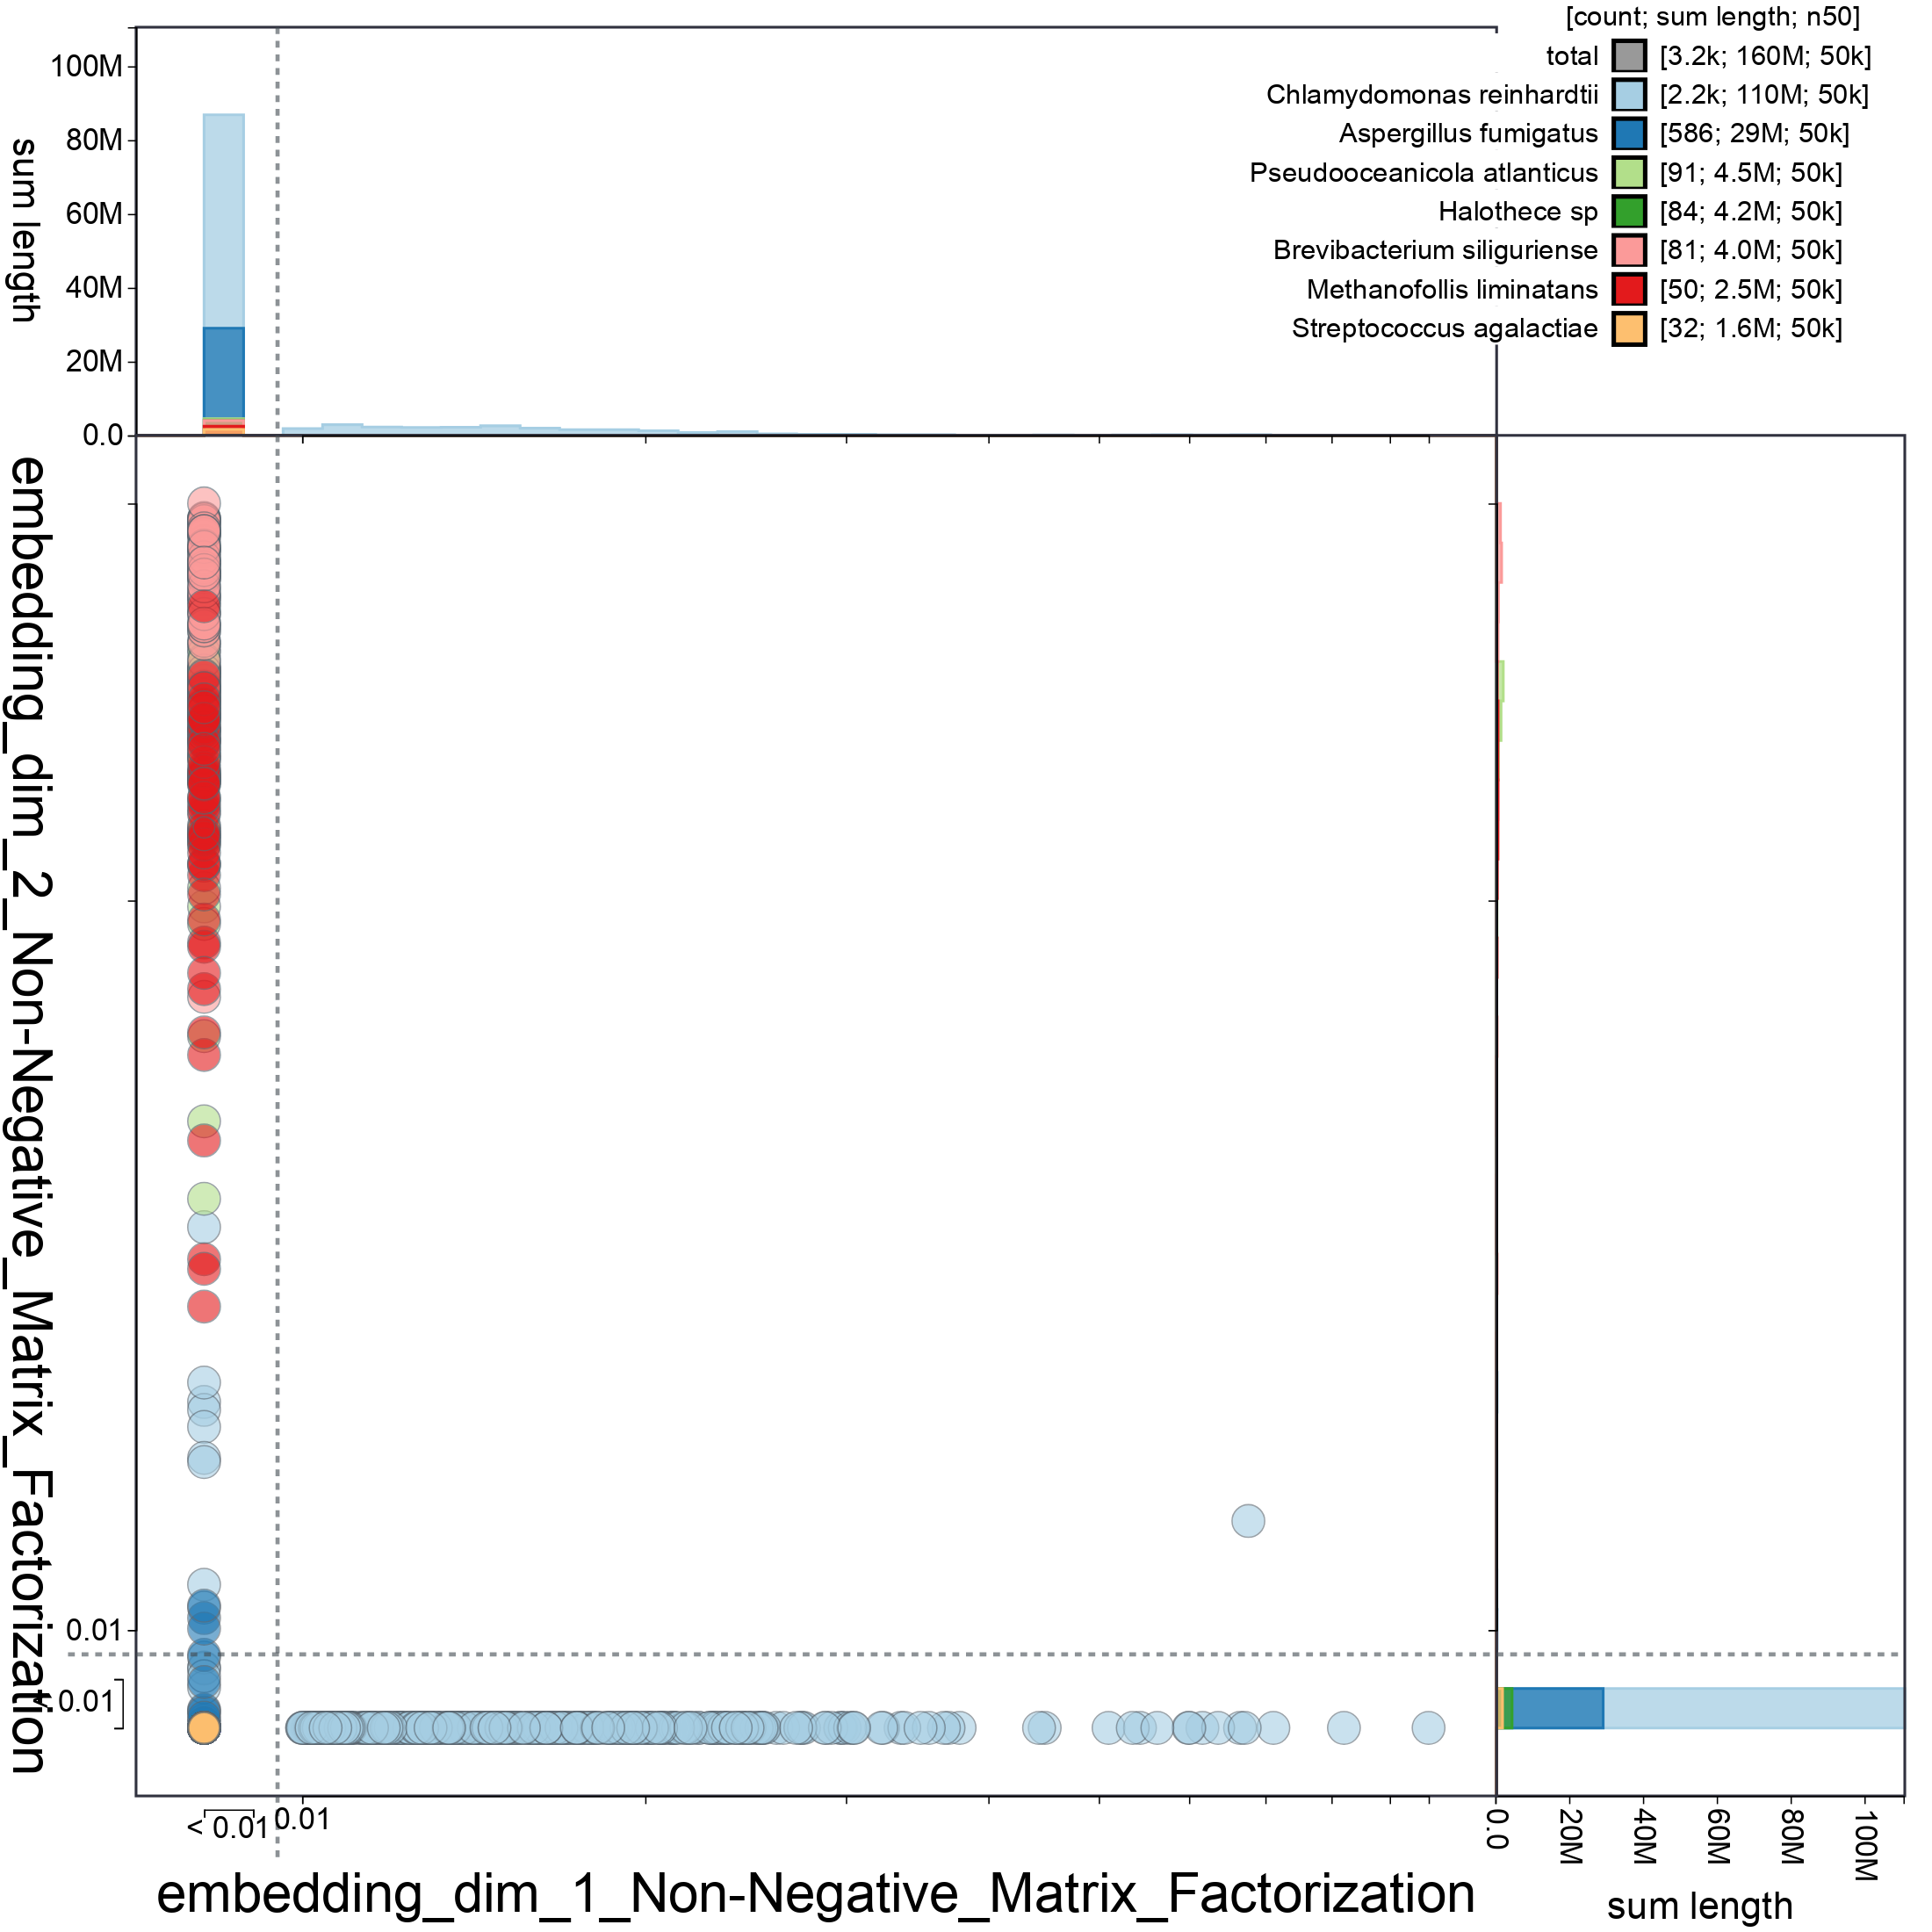 [count; sum length; n50]
total [3.2k; 160M; 50k]
Chlamydomonas reinhardtii [2.2k; 110M; 50k]
Aspergillus fumigatus [586; 29M; 50k]
Pseudooceanicola atlanticus [91; 4.5M; 50k]
Halothece sp [84; 4.2M; 50k]
Brevibacterium siliguriense [81; 4.0M; 50k]
Methanofollis liminatans [50; 2.5M; 50k]
Streptococcus agalactiae [32; 1.6M; 50k]
100M
80M
60M
40M
20M
0.0
sum length
embedding_dim_2_Non-Negative_Matrix_Factorization
0.01
< 0.01
< 0.01
0.01
embedding_dim_1_Non-Negative_Matrix_Factorization
0.0
20M
40M
60M
80M
100M
sum length